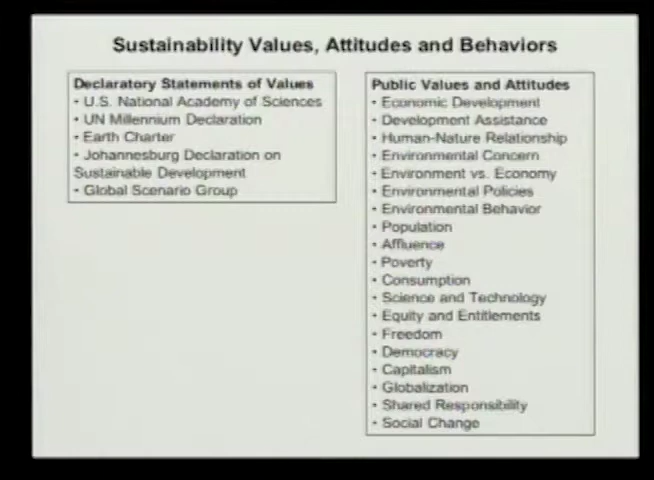 Sustainability Values, Attitudes and Behaviors
Declaratory Statements of Values
• U.S. National Academy of Sciences
• UN Millennium Declaration
• Earth Charter
• Johannesburg Declaration on
Sustainable Development
• Global Scenario Group
Public Values and Attitudes
• Economic Development
• Development Assistance
• Human-Nature Relationship
• Environmental Concern
• Environment vs. Economy
• Environmental Policies
• Environmental Behavior
• Population
• Affluence
• Poverty
• Consumption
• Science and Technology
• Equity and Entitlements
• Freedom
• Democracy
• Capitalism
• Globalization
• Shared Responsibility
• Social Change